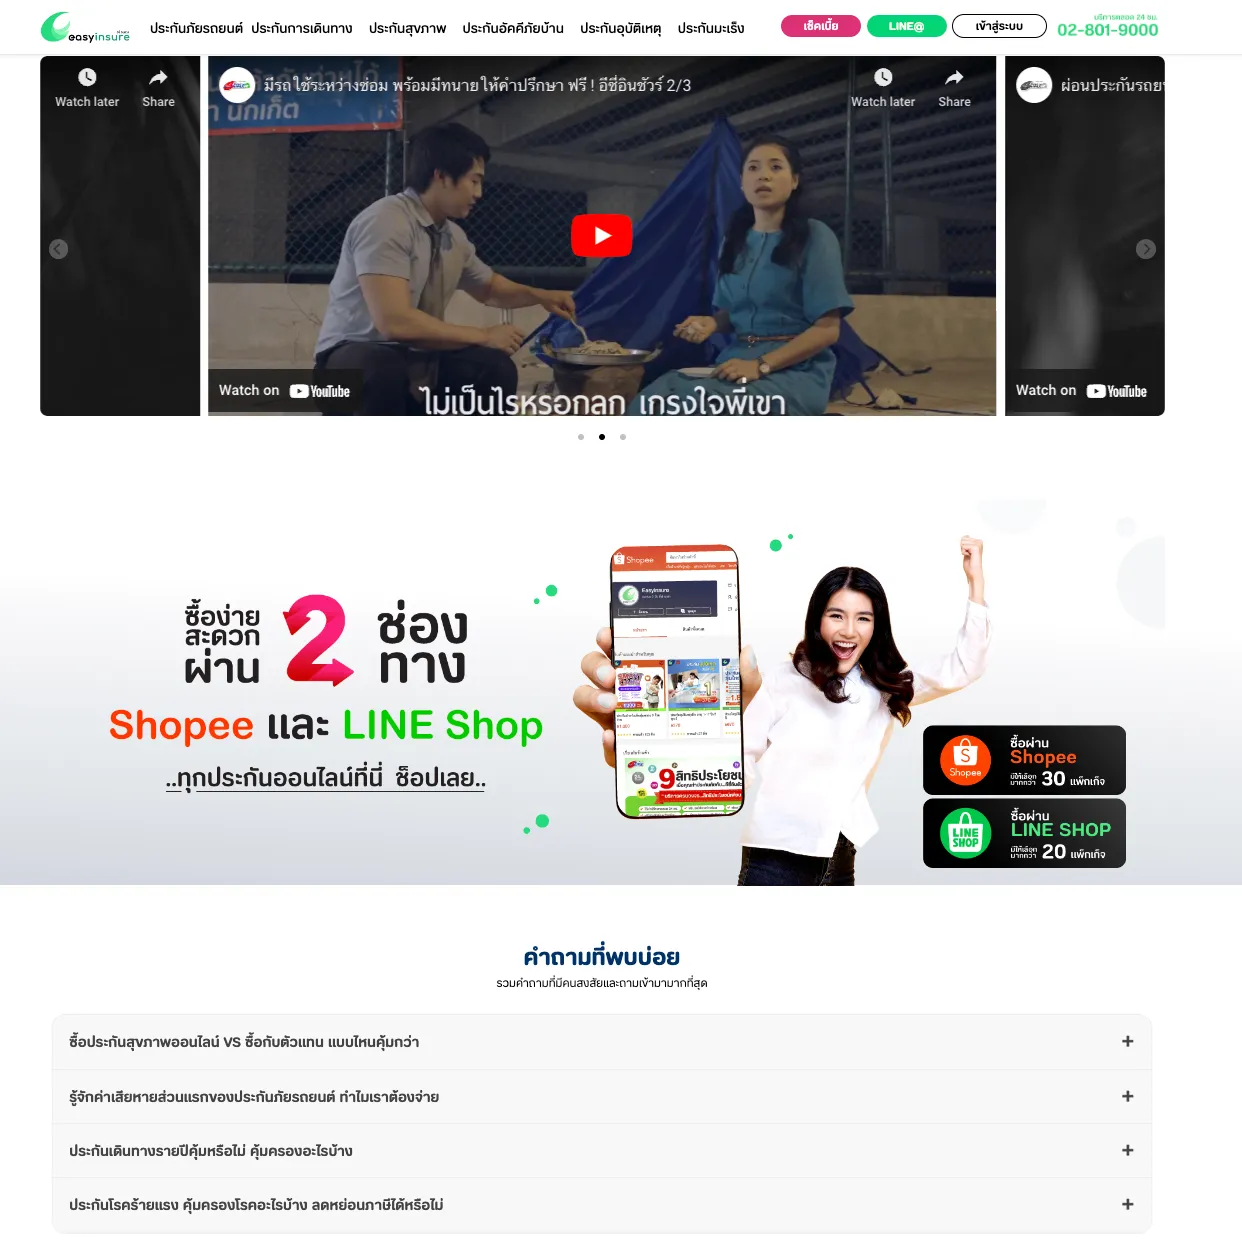 easyinsure
ประกันภัยรถยนต์ ประกันการเดินทาง ประกันสุขภาพ ประกันอัคคีภัยบ้าน ประกันอุบัติเหตุ ประกันมะเร็ง
เช็คเบี้ย LINE@ เข้าสู่ระบบ
บริการตลอด 24 ชม.
02-801-9000
Watch later Share
มีรถใช้ระหว่างซ่อม พร้อมมีทนายให้คำปรึกษา ฟรี ! อีซี่อินชัวร์ 2/3
Watch later Share
ผ่อนประกันรถย
นักเก็ต
Watch on YouTube
ไม่เป็นไรหรอกลก เกรงใจพี่เขา
Watch on YouTube
ซื้อง่าย
สะดวก
ผ่าน 2 ช่อง
ทาง
Shopee และ LINE Shop
..ทุกประกันออนไลน์ที่นี่ ช็อปเลย..
Shopee
Easyinsure
9 สิทธิประโยชน์
Shopee
ซื้อผ่าน
Shopee
มีให้เลือก
มากกว่า 30 แพ็กเกจ
LINE
SHOP
ซื้อผ่าน
LINE SHOP
มีให้เลือก
มากกว่า 20 แพ็กเกจ
คำถามที่พบบ่อย
รวมคำถามที่มีคนสงสัยและถามเข้ามามากที่สุด
ซื้อประกันสุขภาพออนไลน์ VS ซื้อกับตัวแทน แบบไหนคุ้มกว่า
รู้จักค่าเสียหายส่วนแรกของประกันภัยรถยนต์ ทำไมเราต้องจ่าย
ประกันเดินทางรายปีคุ้มหรือไม่ คุ้มครองอะไรบ้าง
ประกันโรคร้ายแรง คุ้มครองโรคอะไรบ้าง ลดหย่อนภาษีได้หรือไม่